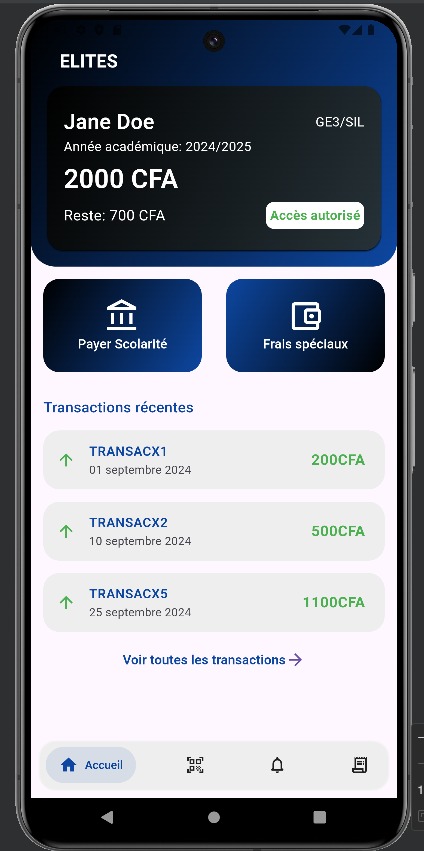 ELITES
Jane Doe
GE3/SIL
Année académique: 2024/2025
2000 CFA
Reste: 700 CFA
Accès autorisé
Payer Scolarité
Frais spéciaux
Transactions récentes
TRANSACX1
200CFA
01 septembre 2024
TRANSACX2
500CFA
10 septembre 2024
TRANSACX5
1100CFA
25 septembre 2024
Voir toutes les transactions
Accueil